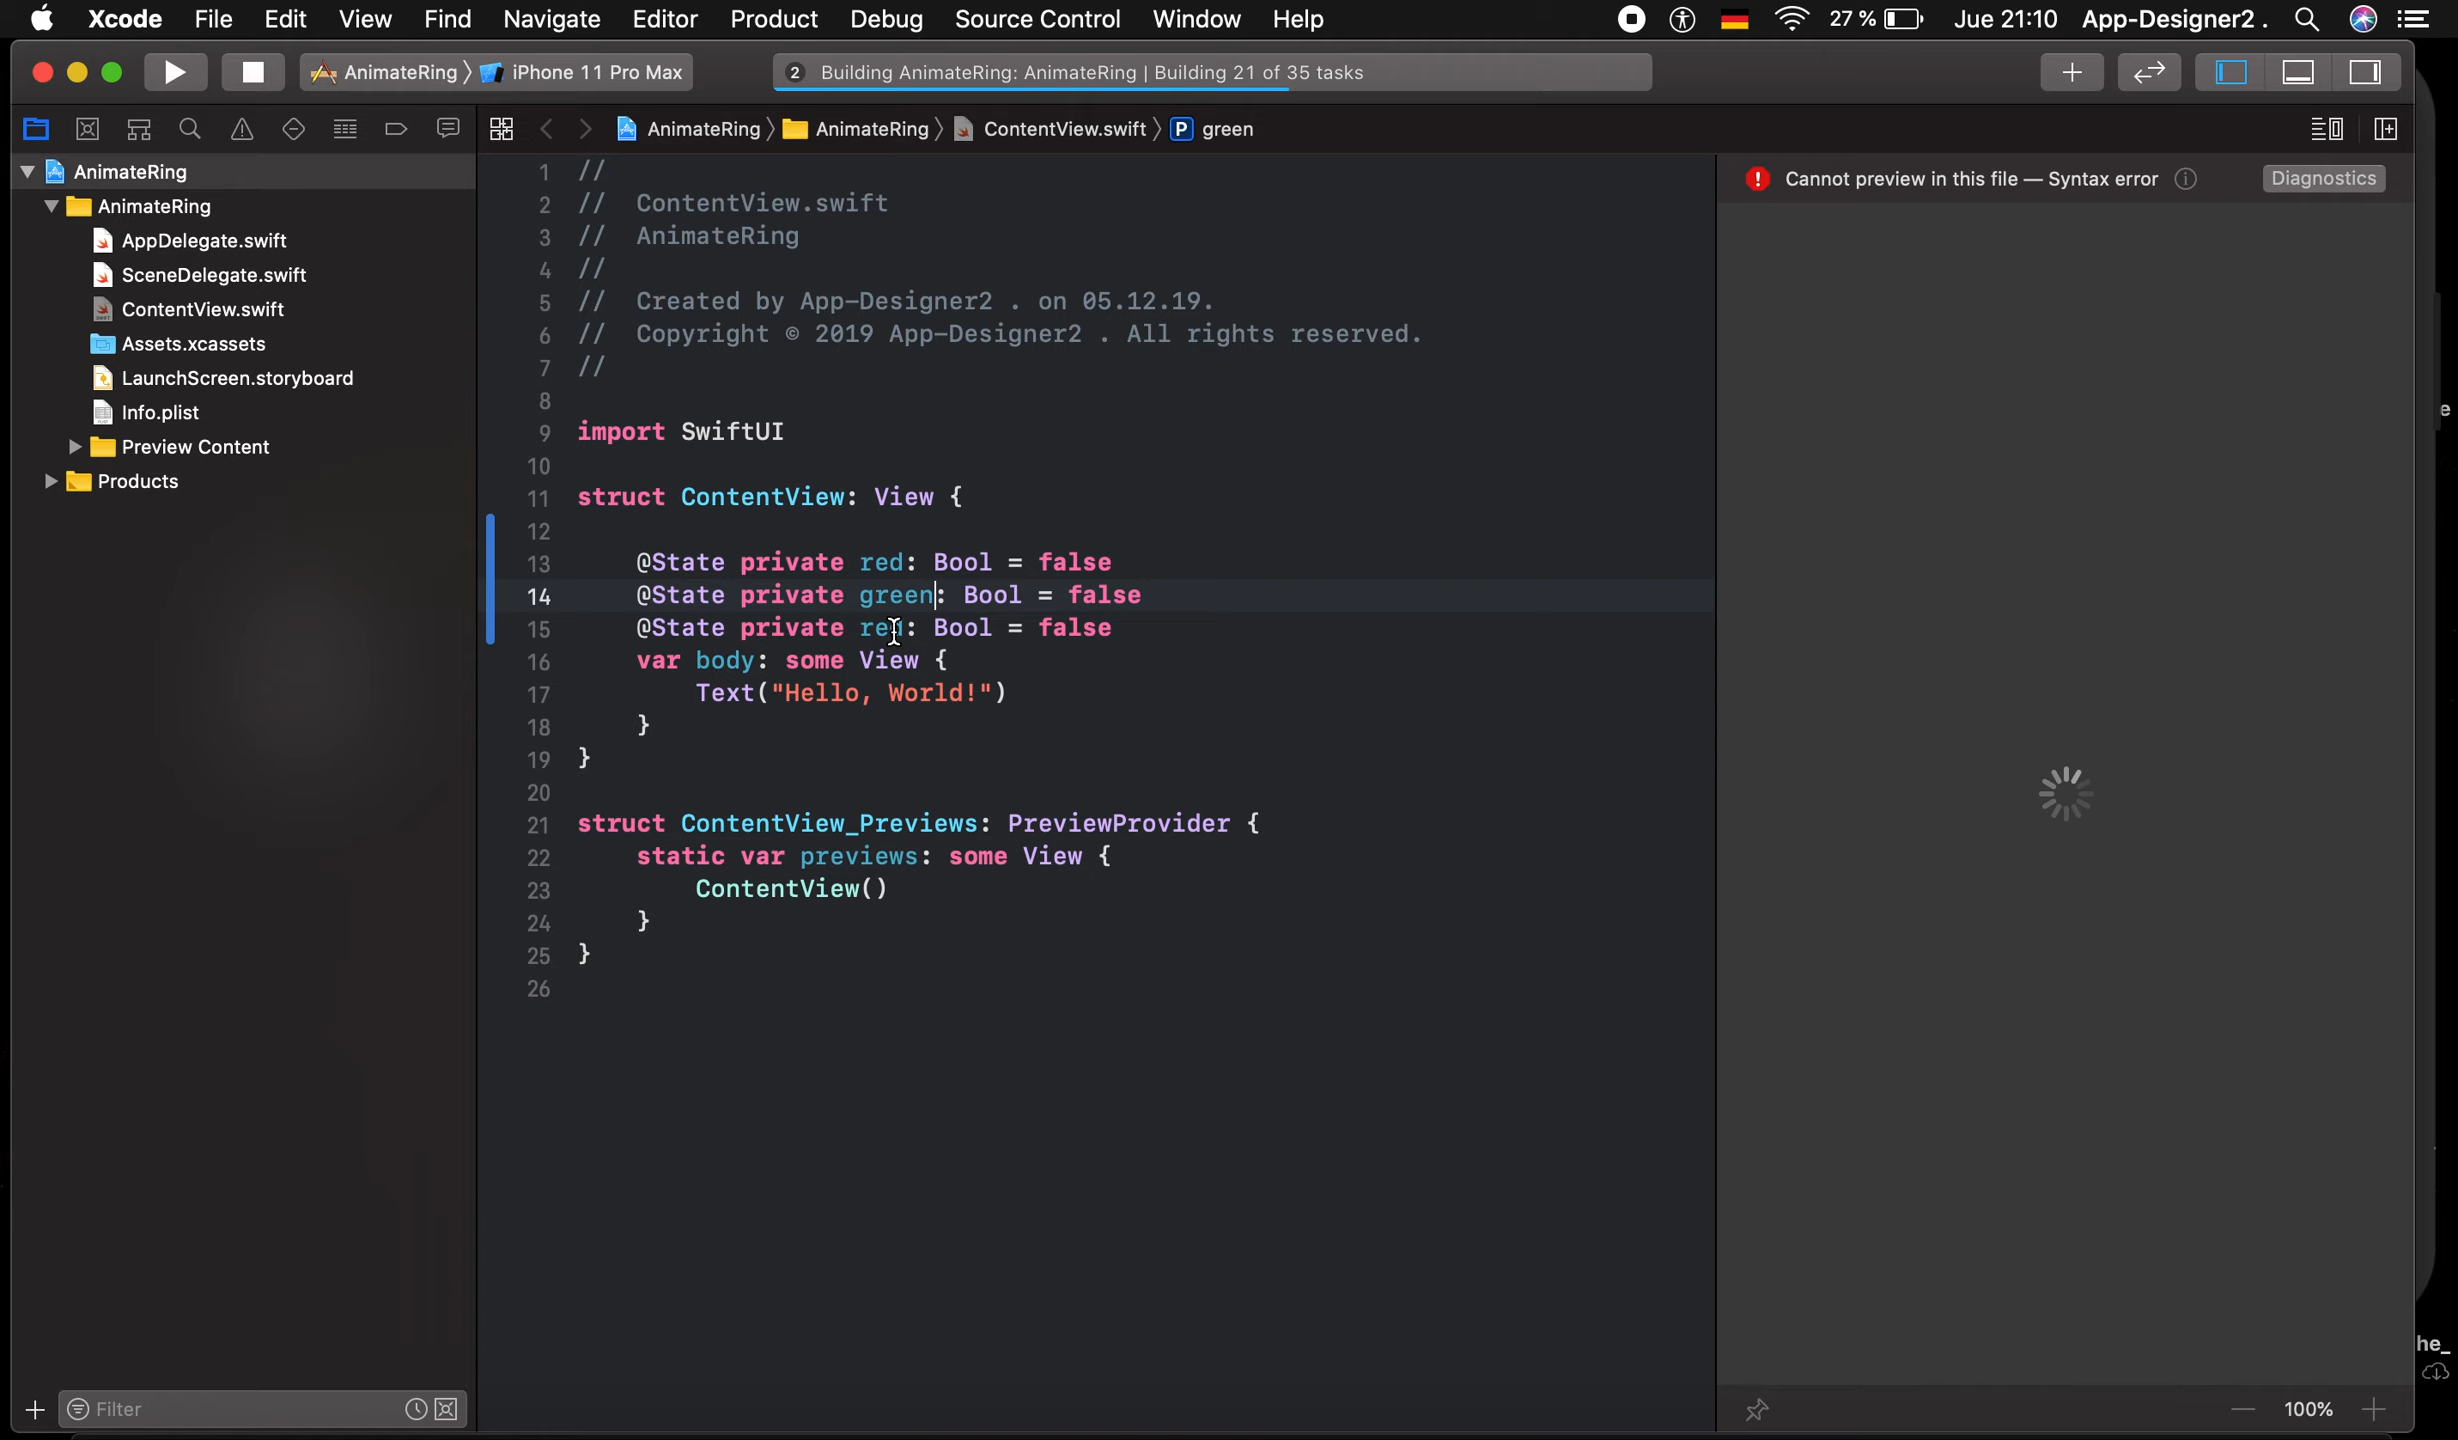 Xcode File Edit View Find Navigate Editor Product Debug Source Control Window Help 27 % Jue 21:10 App-Designer2 .
AnimateRing 〉 iPhone 11 Pro Max 2 Building AnimateRing: AnimateRing | Building 21 of 35 tasks
AnimateRing 〉 AnimateRing 〉 ContentView.swift 〉 P green
AnimateRing
AnimateRing
AppDelegate.swift
SceneDelegate.swift
ContentView.swift
Assets.xcassets
LaunchScreen.storyboard
Info.plist
Preview Content
Products
Filter
1 //
2 // ContentView.swift
3 // AnimateRing
4 //
5 // Created by App-Designer2 . on 05.12.19.
6 // Copyright © 2019 App-Designer2 . All rights reserved.
7 //
8
9 import SwiftUI
10
11 struct ContentView: View {
12
13 @State private red: Bool = false
14 @State private green: Bool = false
15 @State private red: Bool = false
16 var body: some View {
17 Text("Hello, World!")
18 }
19 }
20
21 struct ContentView_Previews: PreviewProvider {
22 static var previews: some View {
23 ContentView()
24 }
25 }
26
Cannot preview in this file — Syntax error Diagnostics
100%
e
he_